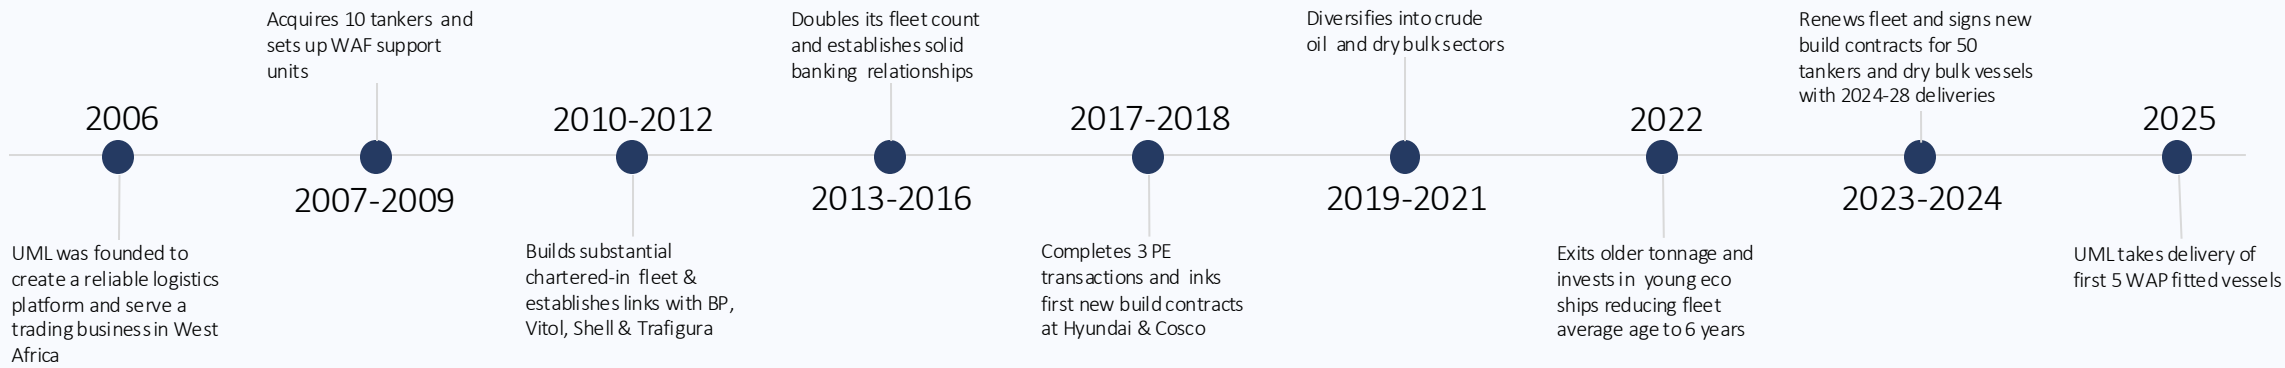 2006
UML was founded to
create a reliable logistics
platform and serve a
trading business in West
Africa
Acquires 10 tankers and
sets up WAF support
units
2007-2009
2010-2012
Builds substantial
chartered-in fleet &
establishes links with BP,
Vitol, Shell & Trafigura
Doubles its fleet count
and establishes solid
banking relationships
2013-2016
2017-2018
Completes 3 PE
transactions and inks
first new build contracts
at Hyundai & Cosco
Diversifies into crude
oil and dry bulk sectors
2019-2021
2022
Exits older tonnage and
invests in young eco
ships reducing fleet
average age to 6 years
Renews fleet and signs new
build contracts for 50
tankers and dry bulk vessels
with 2024-28 deliveries
2023-2024
2025
UML takes delivery of
first 5 WAP fitted vessels